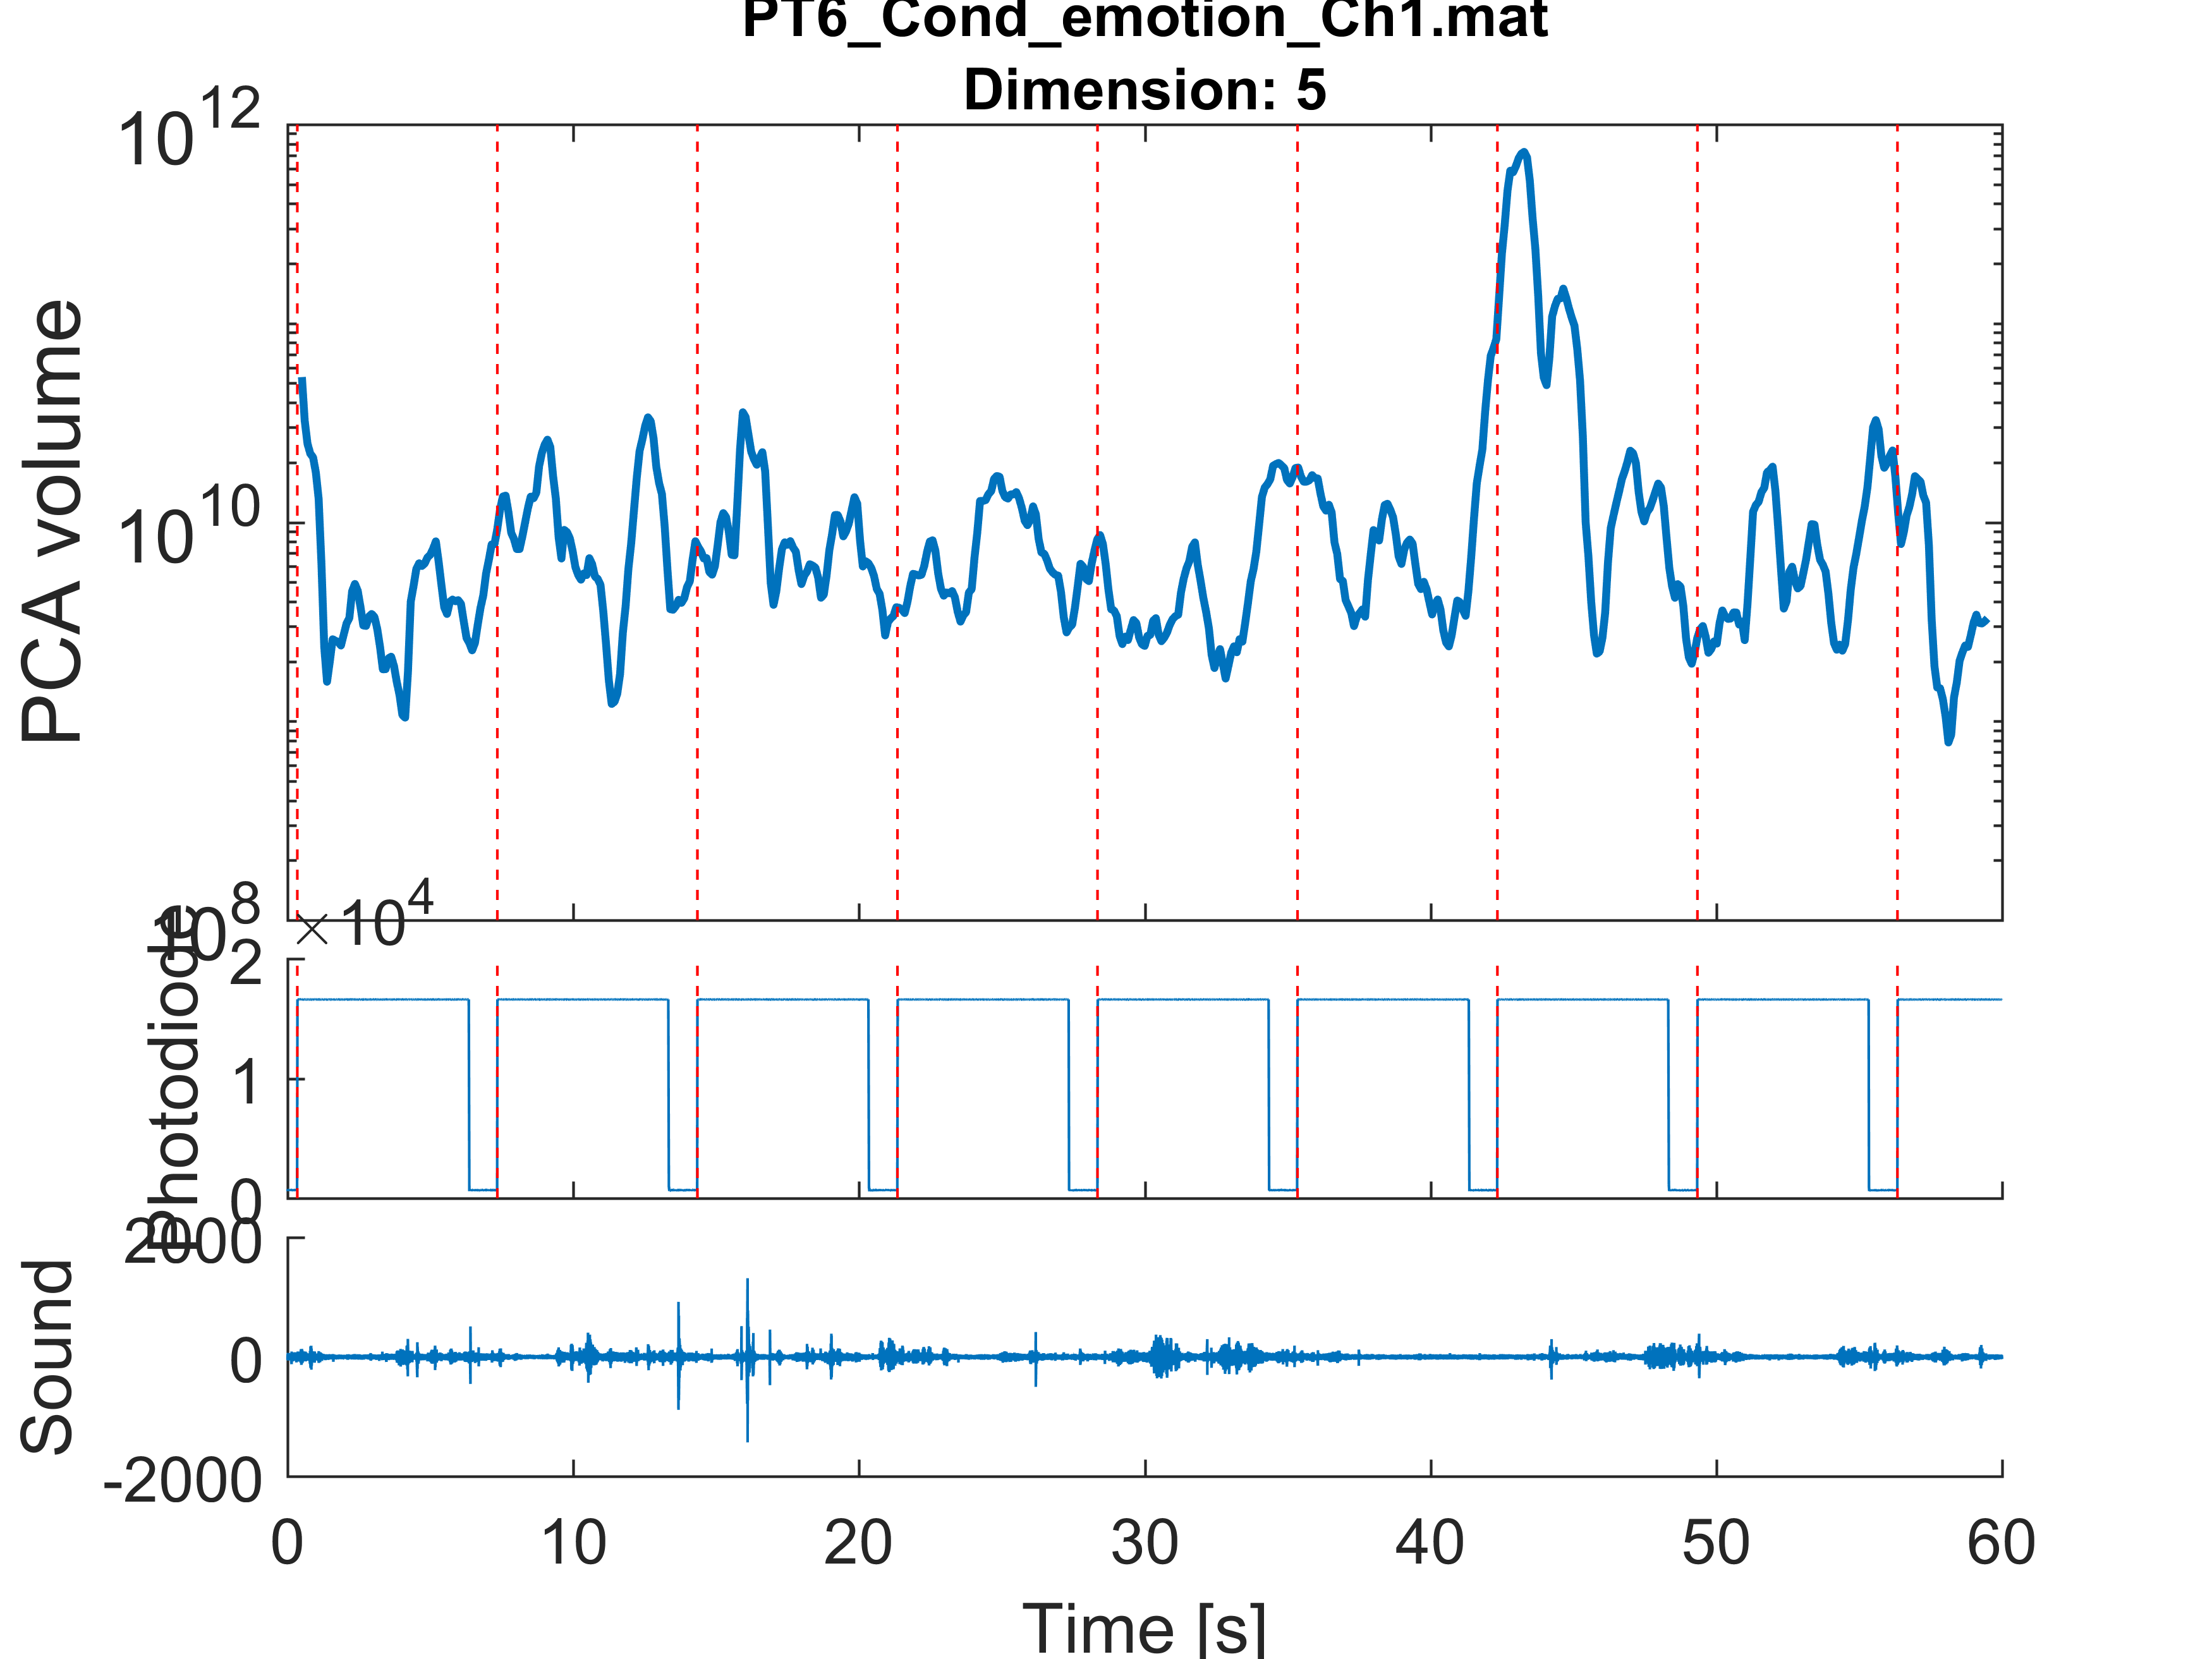 PT6_Cond_emotion_Ch1.mat
Dimension: 5
10^12
10^10
10^8
PCA volume
×10^4
2
1
0
Photodiode
2000
0
-2000
Sound
0 10 20 30 40 50 60
Time [s]